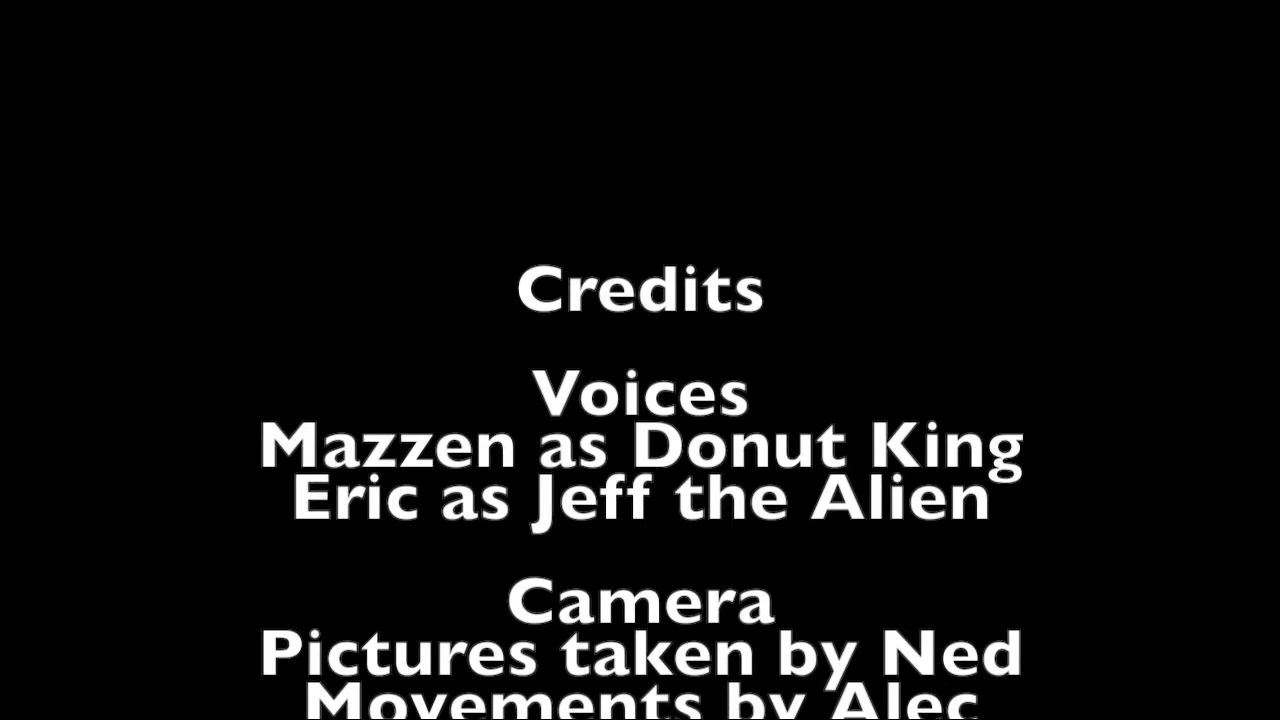 Credits
Voices
Mazzen as Donut King
Eric as Jeff the Alien
Camera
Pictures taken by Ned
Movements by Alec